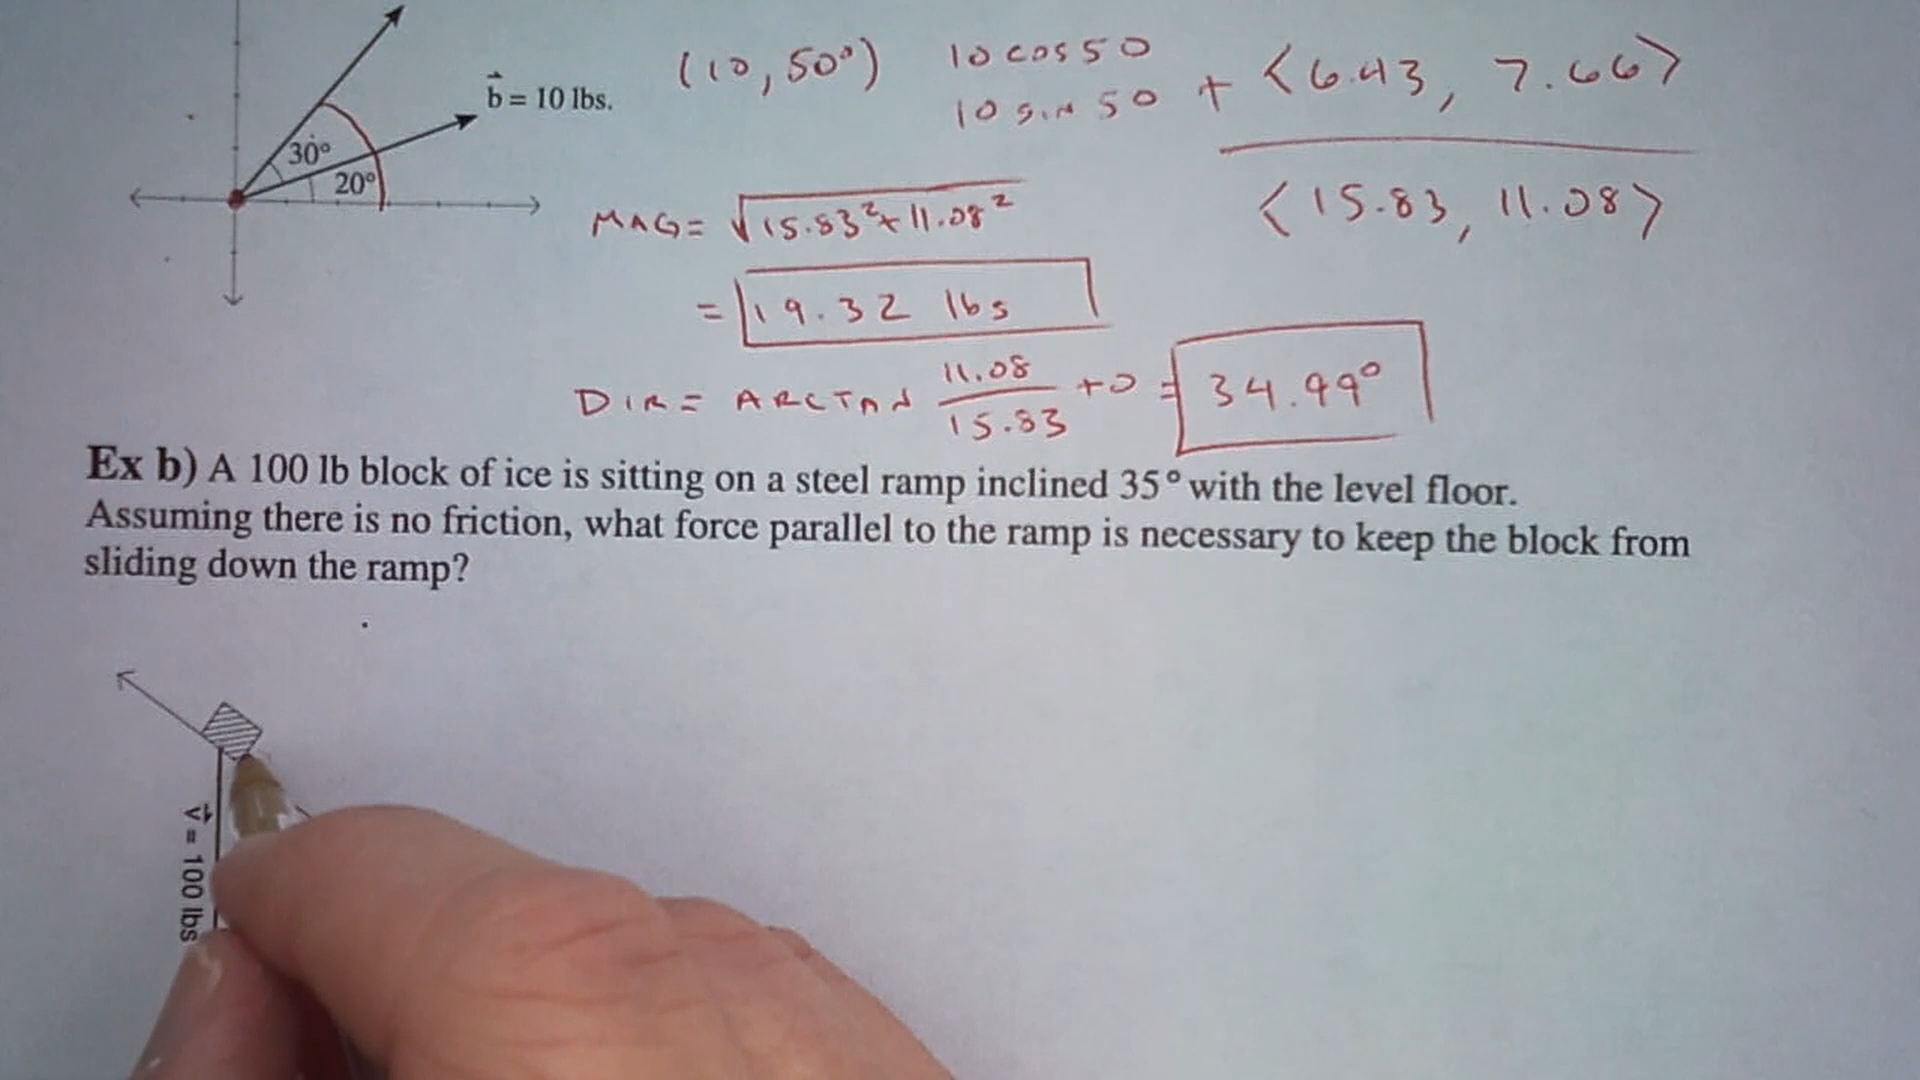 b = 10 lbs.
30°
20°
(10, 50°)
10 cos 50
10 sin 50
+ <6.43, 7.66>
<15.83, 11.08>
MAG = √15.83² + 11.08²
= 19.32 lbs
DIR = ARCTAN 11.08/15.83 + 0 = 34.99°
Ex b) A 100 lb block of ice is sitting on a steel ramp inclined 35° with the level floor.
Assuming there is no friction, what force parallel to the ramp is necessary to keep the block from
sliding down the ramp?
v = 100 lbs